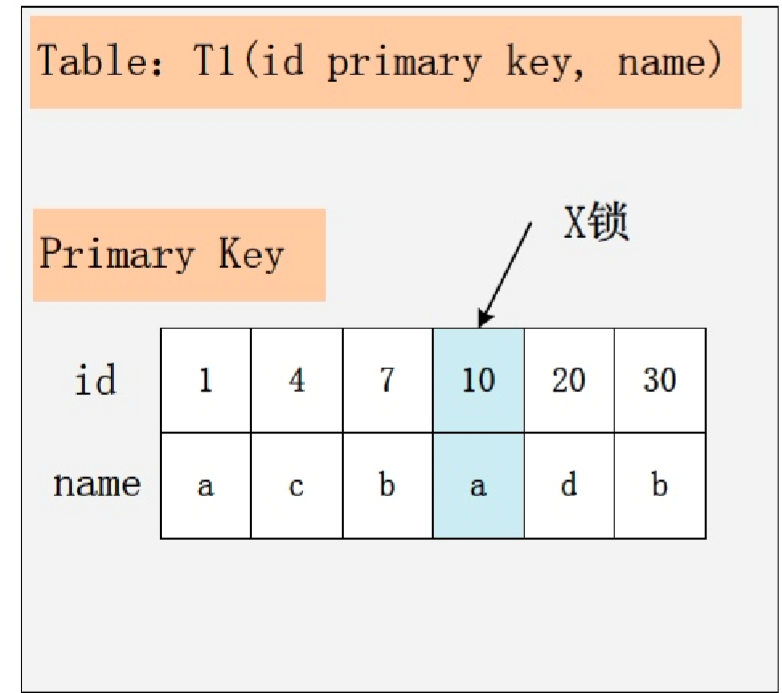 Table：T1(id primary key, name)
X锁
Primary Key
id 1 4 7 10 20 30
name a c b a d b